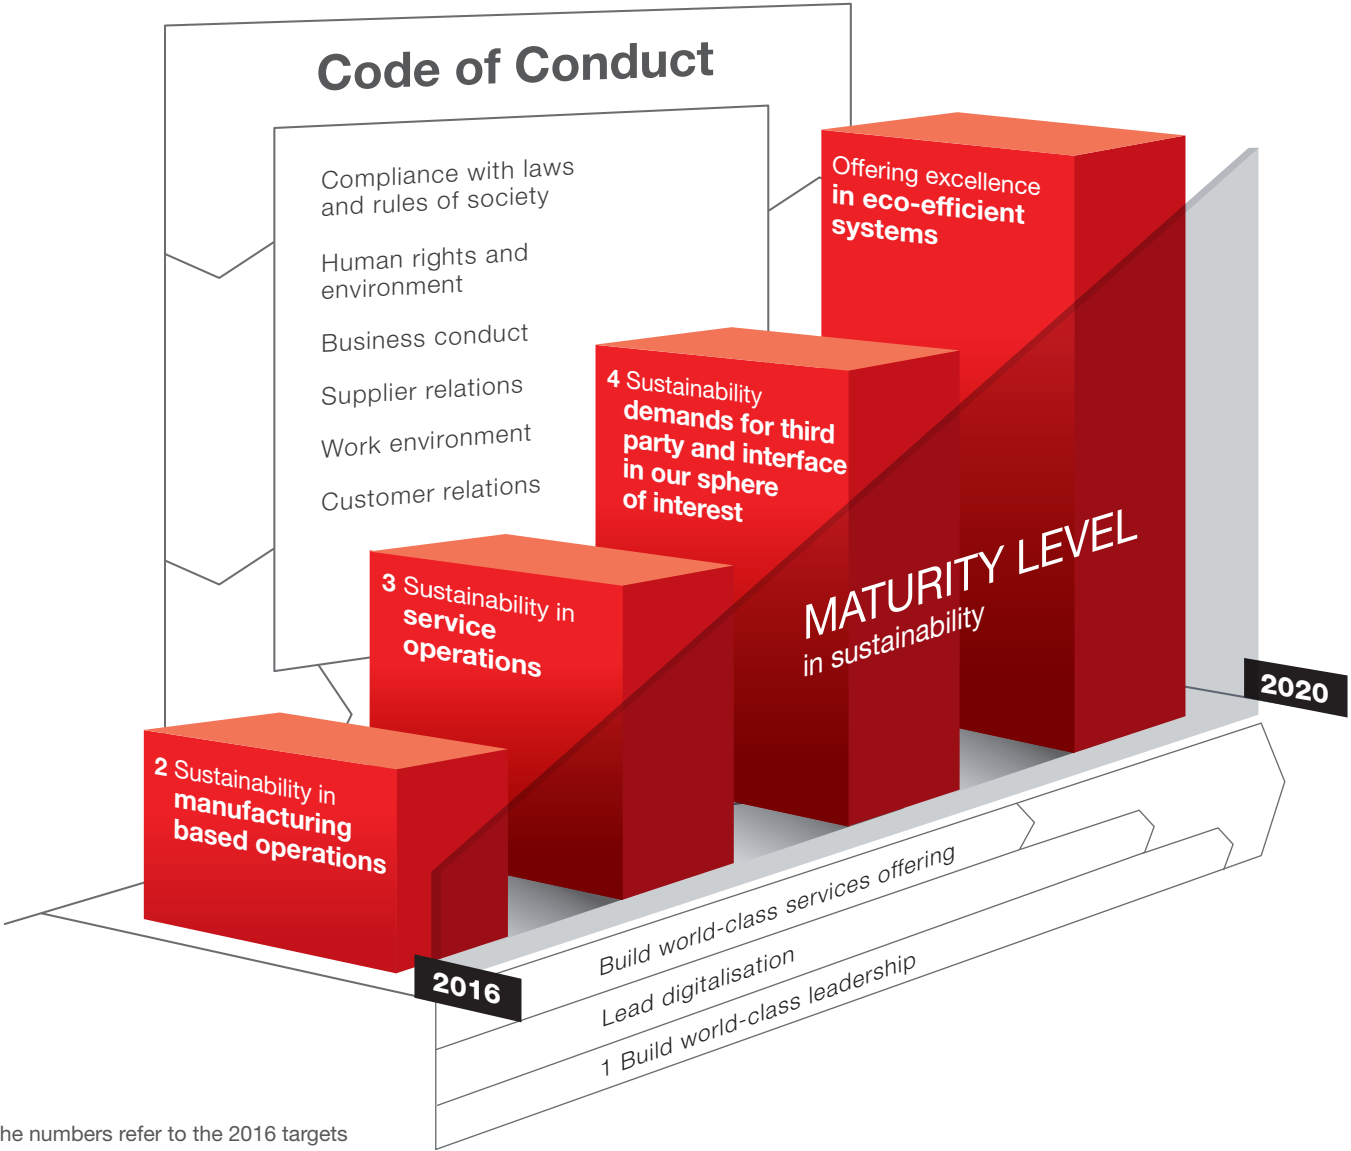 Code of Conduct
Compliance with laws
and rules of society
Human rights and
environment
Business conduct
Supplier relations
Work environment
Customer relations
Offering excellence
in eco-efficient
systems
4 Sustainability
demands for third
party and interface
in our sphere
of interest
3 Sustainability in
service
operations
2 Sustainability in
manufacturing
based operations
MATURITY LEVEL
in sustainability
2020
2016
Build world-class services offering
Lead digitalisation
1 Build world-class leadership
he numbers refer to the 2016 targets